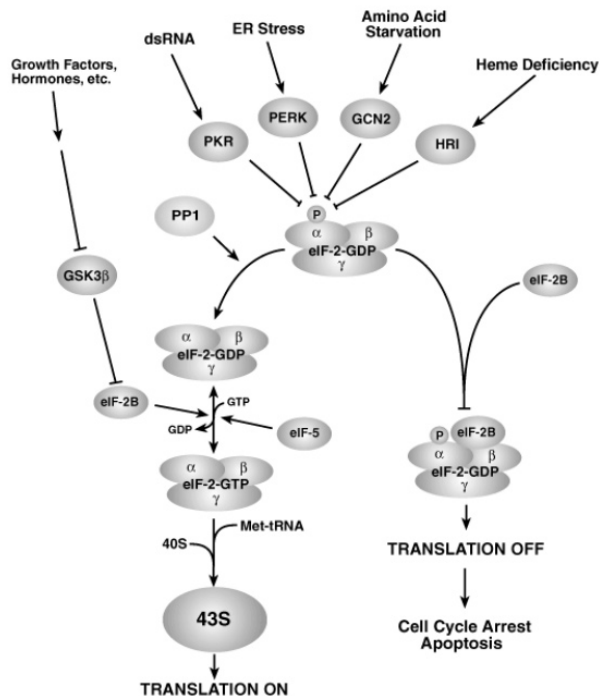 Amino Acid
Starvation
ER Stress
dsRNA
Growth Factors,
Hormones, etc.
Heme Deficiency
PERK
GCN2
PKR
HRI
P
PP1
α β
eIF-2-GDP
γ
GSK3β
eIF-2B
α β
eIF-2-GDP
γ
eIF-2B
GTP
GDP
eIF-5
P
eIF-2B
α β
eIF-2-GDP
γ
α β
eIF-2-GTP
γ
Met-tRNA
40S
TRANSLATION OFF
43S
Cell Cycle Arrest
Apoptosis
TRANSLATION ON